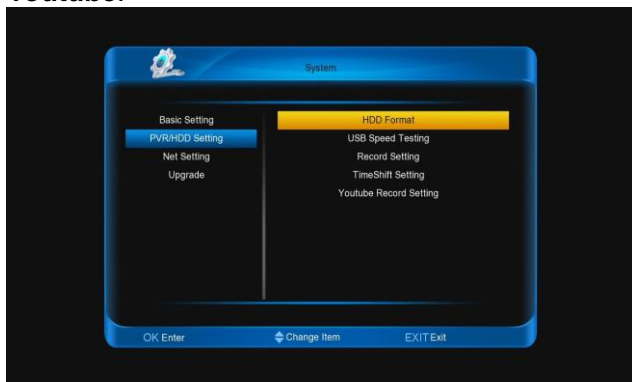 Youtube.
System
Basic Setting
PVR/HDD Setting
Net Setting
Upgrade
HDD Format
USB Speed Testing
Record Setting
TimeShift Setting
Youtube Record Setting
OK Enter
Change Item
EXIT Exit